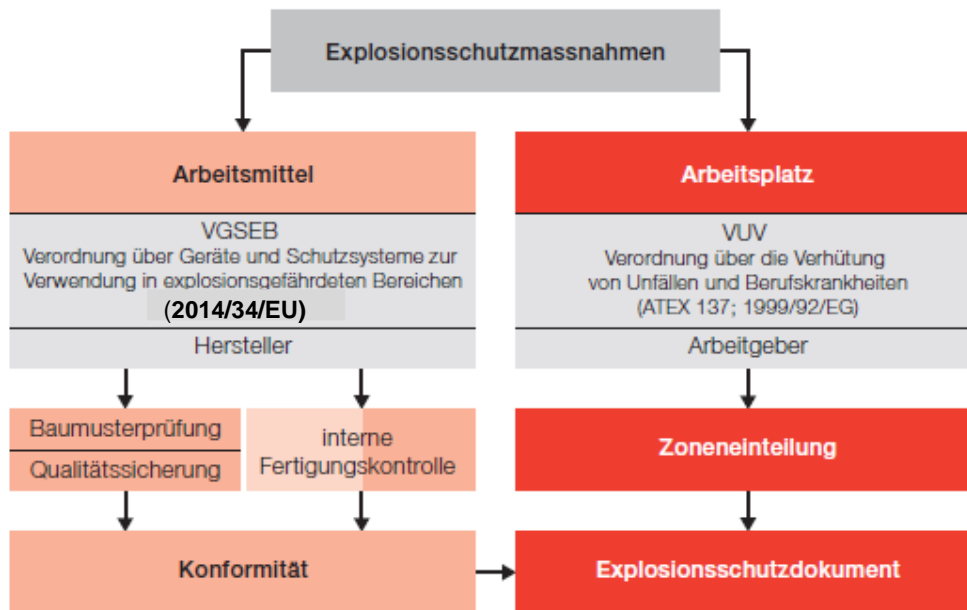 Explosionsschutzmassnahmen
Arbeitsmittel
VGSEB
Verordnung über Geräte und Schutzsysteme zur
Verwendung in explosionsgefährdeten Bereichen
(2014/34/EU)
Hersteller
Baumusterprüfung
Qualitätssicherung
interne
Fertigungskontrolle
Konformität
Arbeitsplatz
VUV
Verordnung über die Verhütung
von Unfällen und Berufskrankheiten
(ATEX 137; 1999/92/EG)
Arbeitgeber
Zoneneinteilung
Explosionsschutzdokument